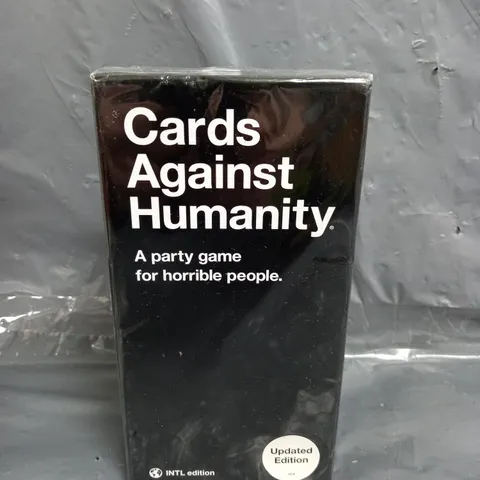 Cards
Against
Humanity®
A party game
for horrible people.
Updated
Edition
INTL edition